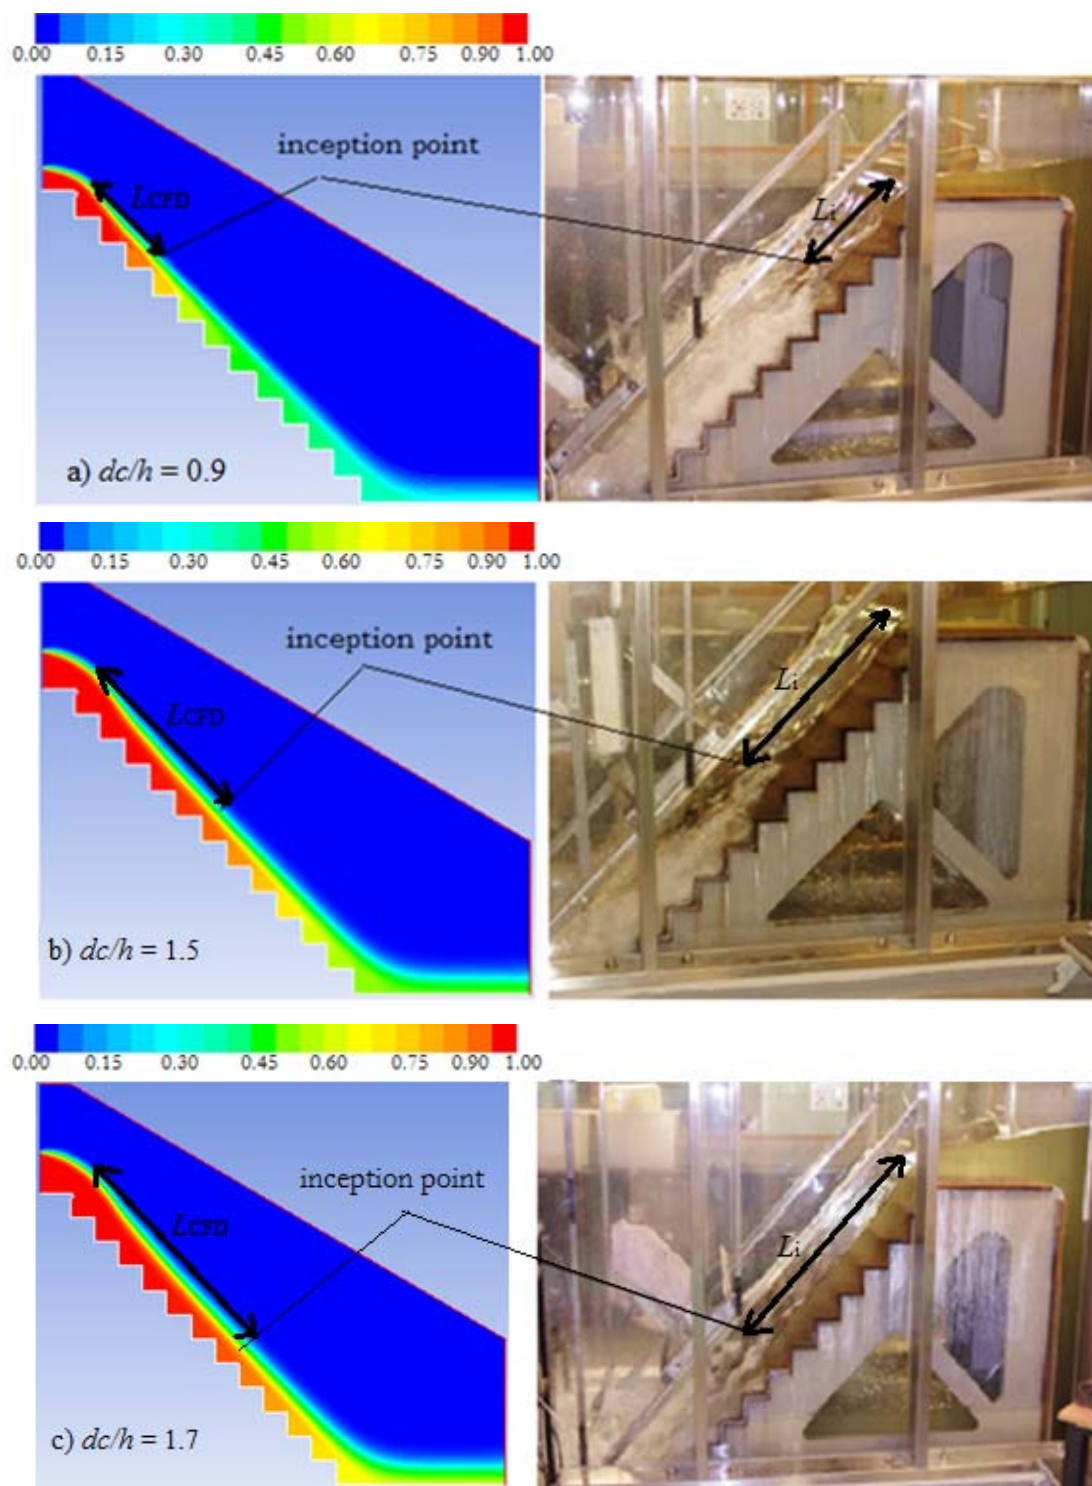 0.00 0.15 0.30 0.45 0.60 0.75 0.90 1.00
inception point
LCFD
Li
a) dc/h = 0.9
0.00 0.15 0.30 0.45 0.60 0.75 0.90 1.00
inception point
LCFD
Li
b) dc/h = 1.5
0.00 0.15 0.30 0.45 0.60 0.75 0.90 1.00
inception point
LCFD
Li
c) dc/h = 1.7